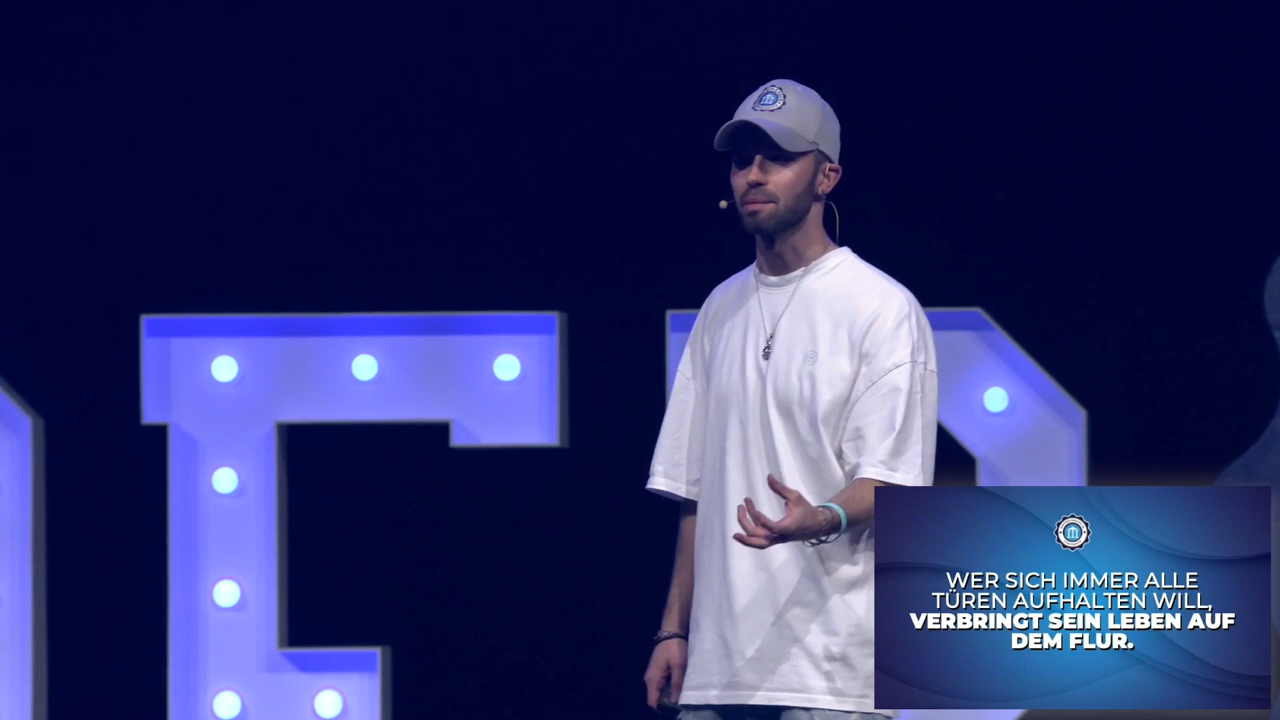 WER SICH IMMER ALLE
TÜREN AUFHALTEN WILL,
VERBRINGT SEIN LEBEN AUF
DEM FLUR.